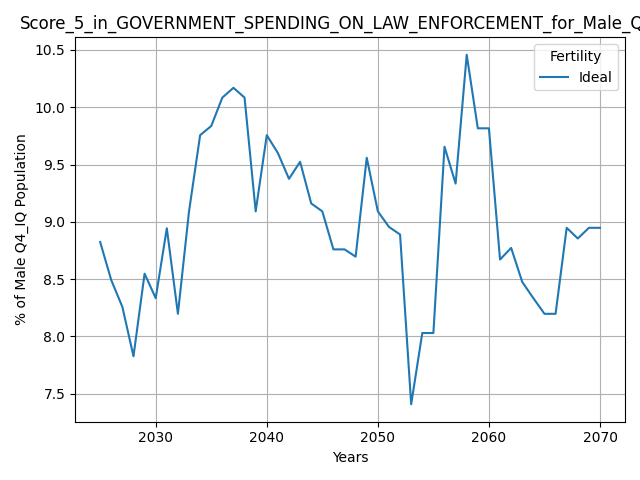 Score_5_in_GOVERNMENT_SPENDING_ON_LAW_ENFORCEMENT_for_Male_Q
Fertility
Ideal
10.5
10.0
9.5
9.0
8.5
8.0
7.5
% of Male Q4_IQ Population
2030 2040 2050 2060 2070
Years